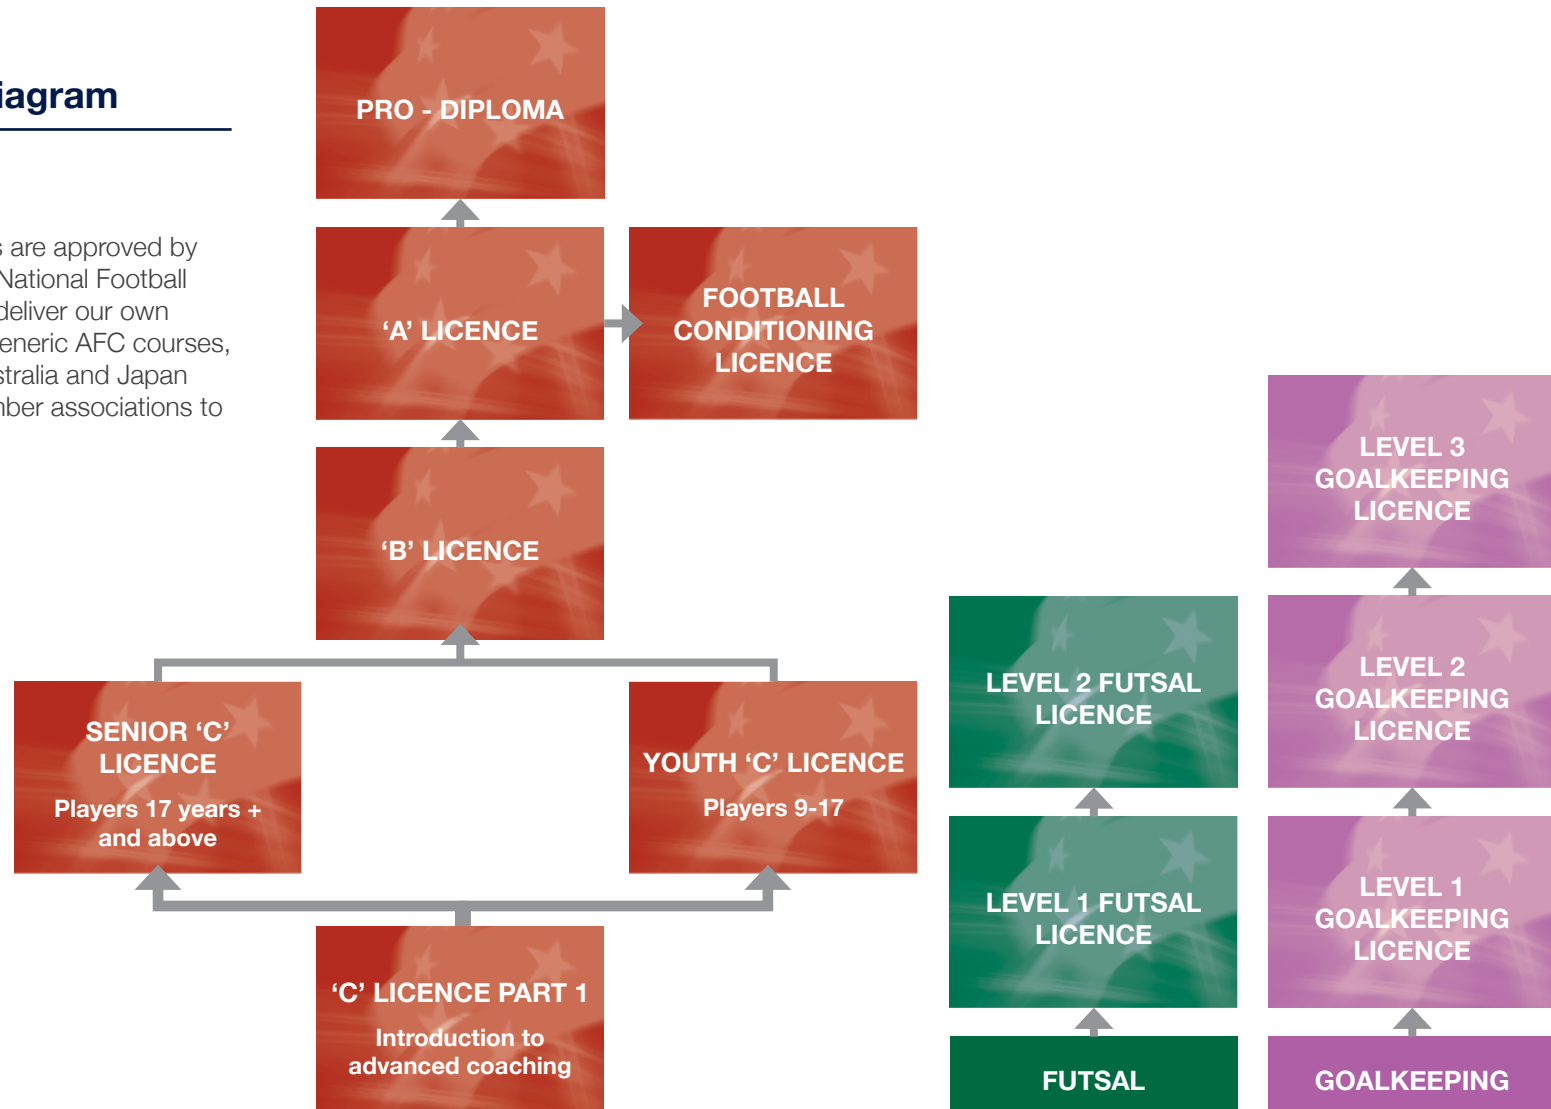 iagram
s are approved by
National Football
deliver our own
eneric AFC courses,
stralia and Japan
nber associations to
PRO - DIPLOMA
‘A’ LICENCE
FOOTBALL
CONDITIONING
LICENCE
‘B’ LICENCE
SENIOR ‘C’
LICENCE
Players 17 years +
and above
YOUTH ‘C’ LICENCE
Players 9-17
‘C’ LICENCE PART 1
Introduction to
advanced coaching
LEVEL 2 FUTSAL
LICENCE
LEVEL 1 FUTSAL
LICENCE
FUTSAL
LEVEL 3
GOALKEEPING
LICENCE
LEVEL 2
GOALKEEPING
LICENCE
LEVEL 1
GOALKEEPING
LICENCE
GOALKEEPING